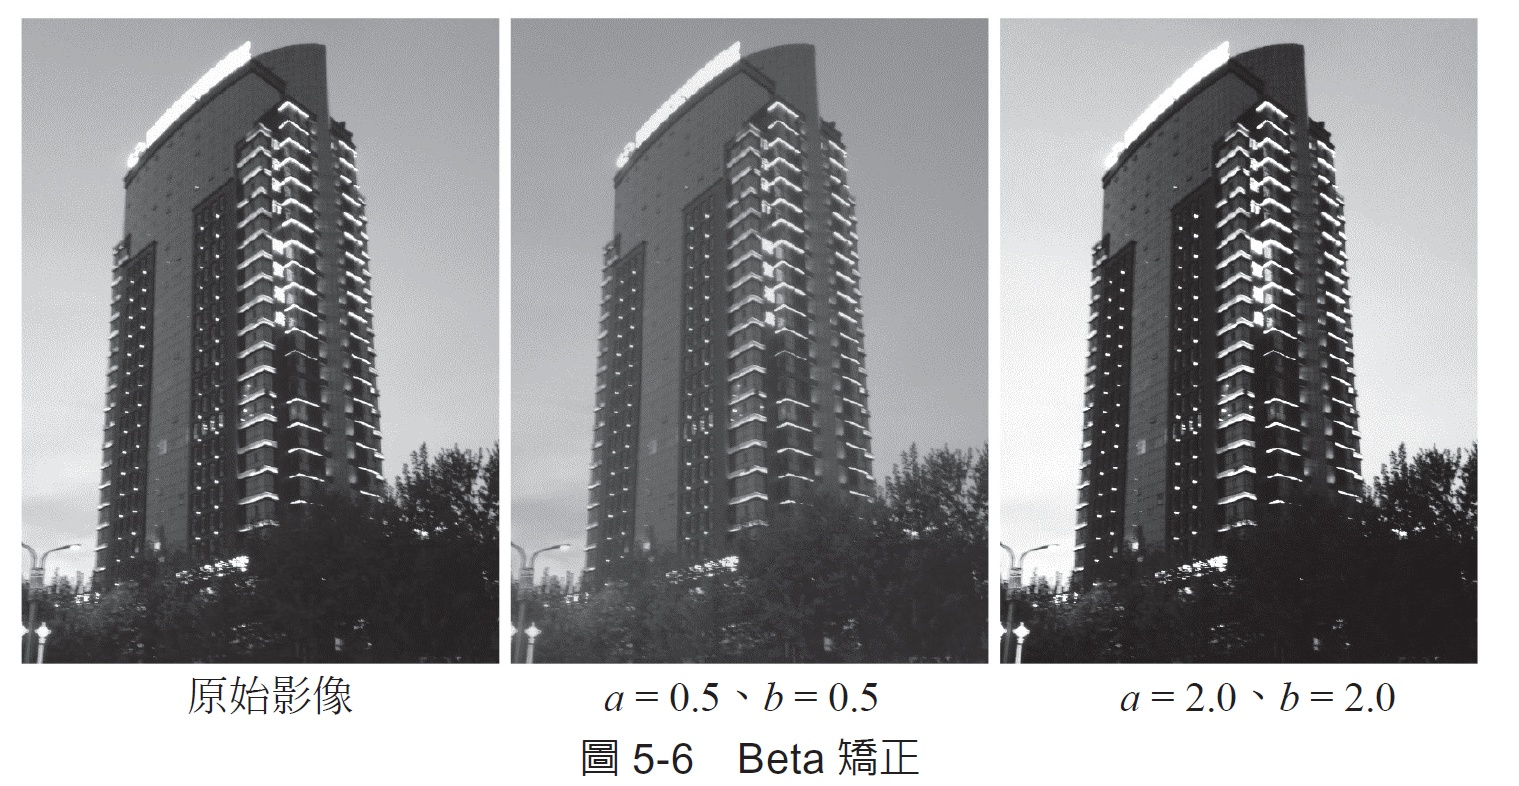 原始影像
a = 0.5、b = 0.5
a = 2.0、b = 2.0
圖 5-6 Beta 矯正